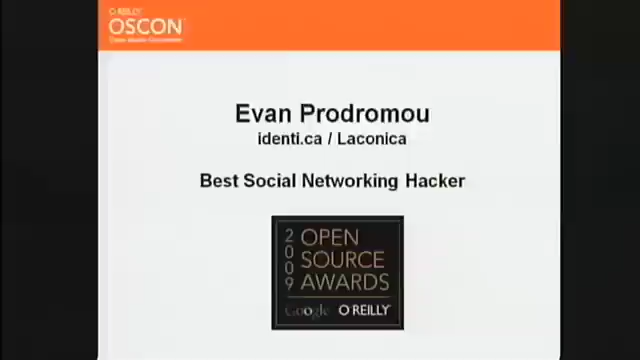 O'REILLY
OSCON
Evan Prodromou
identi.ca / Laconica
Best Social Networking Hacker
2009
OPEN
SOURCE
AWARDS
Google O'REILLY